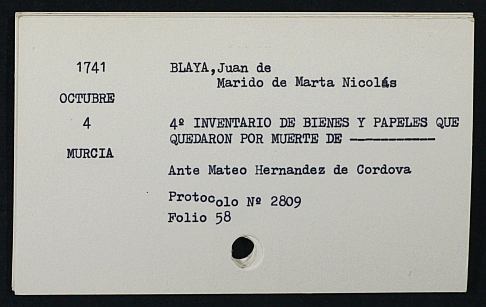 1741
BLAYA,Juan de
Marido de Marta Nicolás
OCTUBRE
4
4º INVENTARIO DE BIENES Y PAPELES QUE
QUEDARON POR MUERTE DE -----------
MURCIA
Ante Mateo Hernandez de Cordova
Protocolo Nº 2809
Folio 58